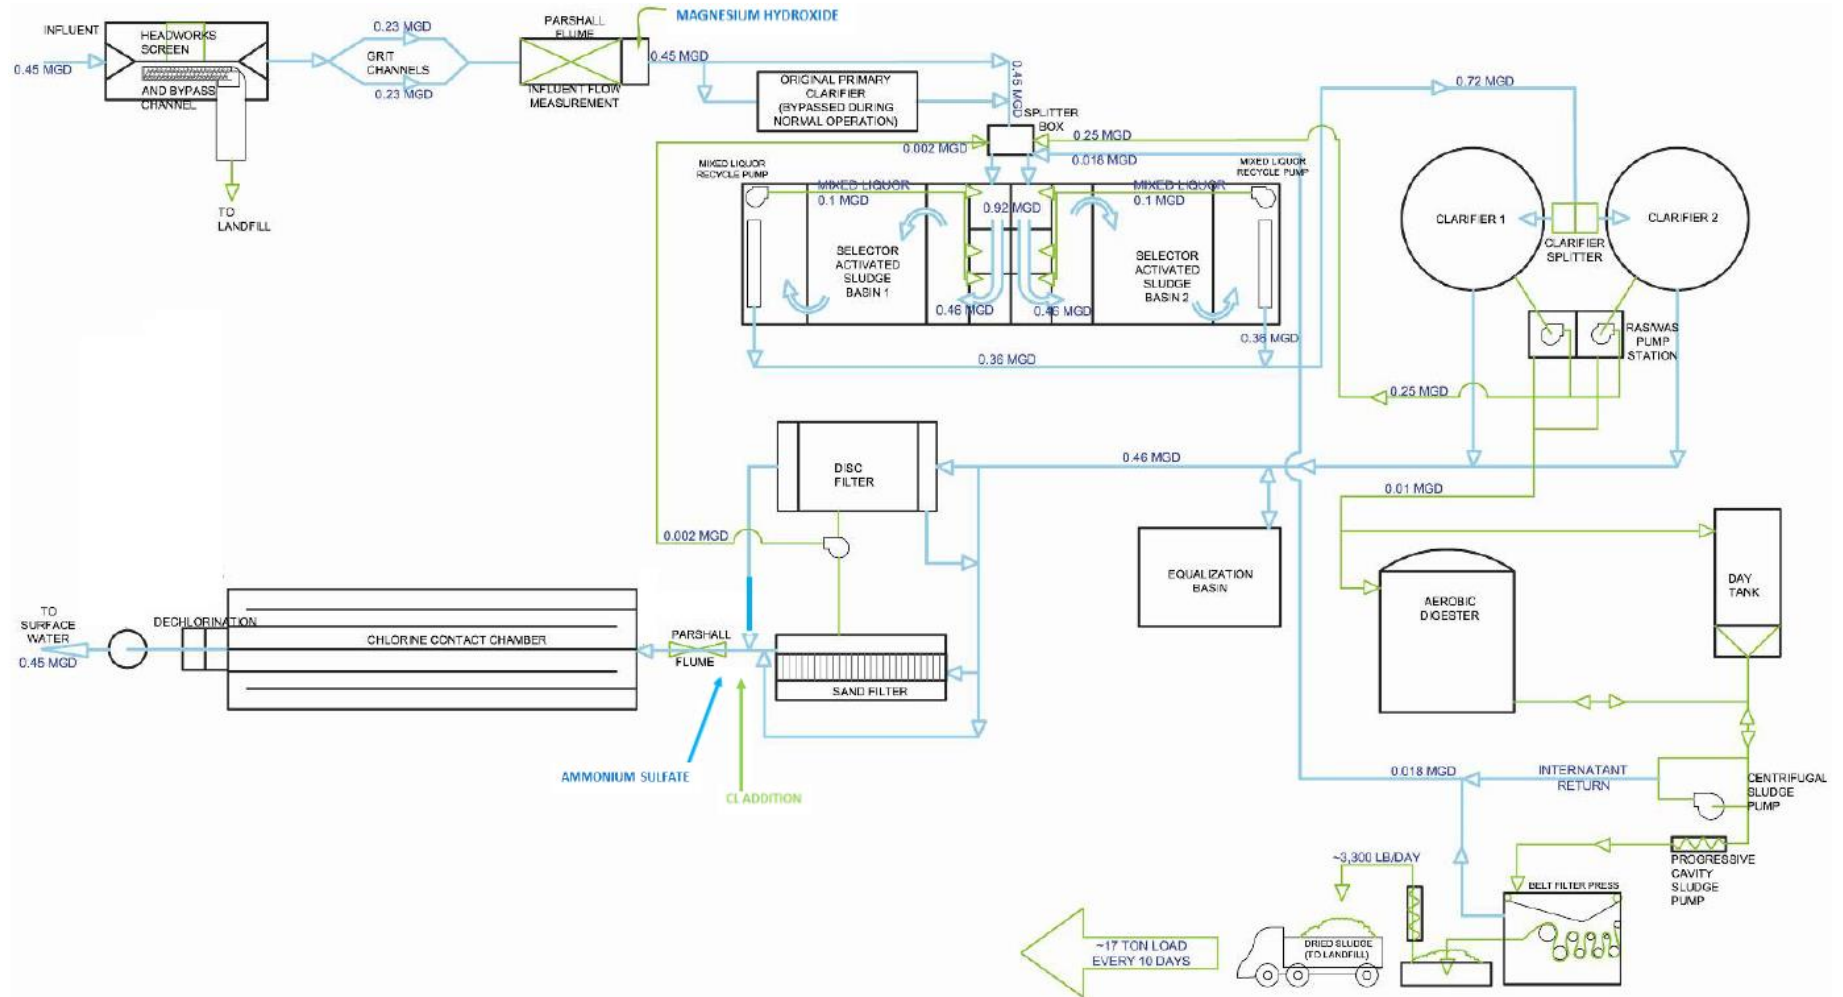 INFLUENT
0.45 MGD
HEADWORKS
SCREEN
AND BYPASS
CHANNEL
TO
LANDFILL
0.23 MGD
GRIT
CHANNELS
0.23 MGD
PARSHALL
FLUME
INFLUENT FLOW
MEASUREMENT
MAGNESIUM HYDROXIDE
0.45 MGD
ORIGINAL PRIMARY
CLARIFIER
(BYPASSED DURING
NORMAL OPERATION)
0.45 MGD
SPLITTER
BOX
0.002 MGD
0.25 MGD
0.018 MGD
MIXED LIQUOR
RECYCLE PUMP
MIXED LIQUOR
0.1 MGD
0.92 MGD
MIXED LIQUOR
0.1 MGD
MIXED LIQUOR
RECYCLE PUMP
SELECTOR
ACTIVATED
SLUDGE
BASIN 1
SELECTOR
ACTIVATED
SLUDGE
BASIN 2
0.46 MGD
0.46 MGD
0.36 MGD
0.36 MGD
0.72 MGD
CLARIFIER 1
CLARIFIER 2
CLARIFIER
SPLITTER
RAS/WAS
PUMP
STATION
0.25 MGD
0.46 MGD
0.01 MGD
DISC
FILTER
0.002 MGD
EQUALIZATION
BASIN
AEROBIC
DIGESTER
DAY
TANK
TO
SURFACE
WATER
0.45 MGD
DECHLORINATION
CHLORINE CONTACT CHAMBER
PARSHALL
FLUME
SAND FILTER
AMMONIUM SULFATE
CL ADDITION
0.018 MGD
INTERNATANT
RETURN
CENTRIFUGAL
SLUDGE
PUMP
PROGRESSIVE
CAVITY
SLUDGE
PUMP
BELT FILTER PRESS
~3,300 LB/DAY
DRIED SLUDGE
(TO LANDFILL)
~17 TON LOAD
EVERY 10 DAYS